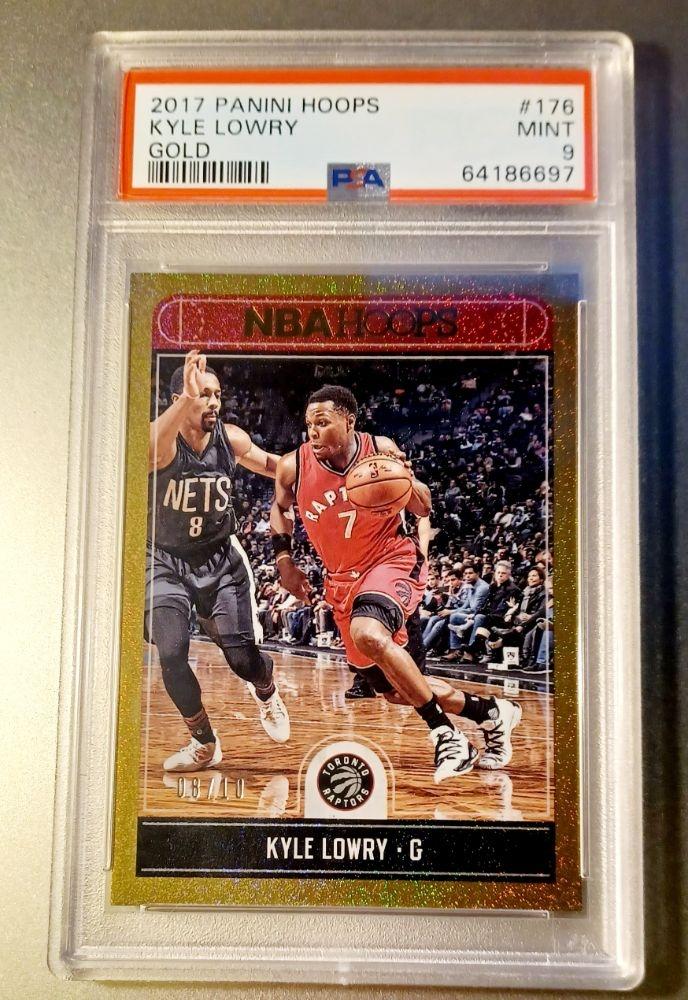 2017 PANINI HOOPS #176
KYLE LOWRY MINT
GOLD 9
PSA 64186697
NBA HOOPS
NETS
8
RAPT
7
08/10
TORONTO
RAPTORS
KYLE LOWRY · G